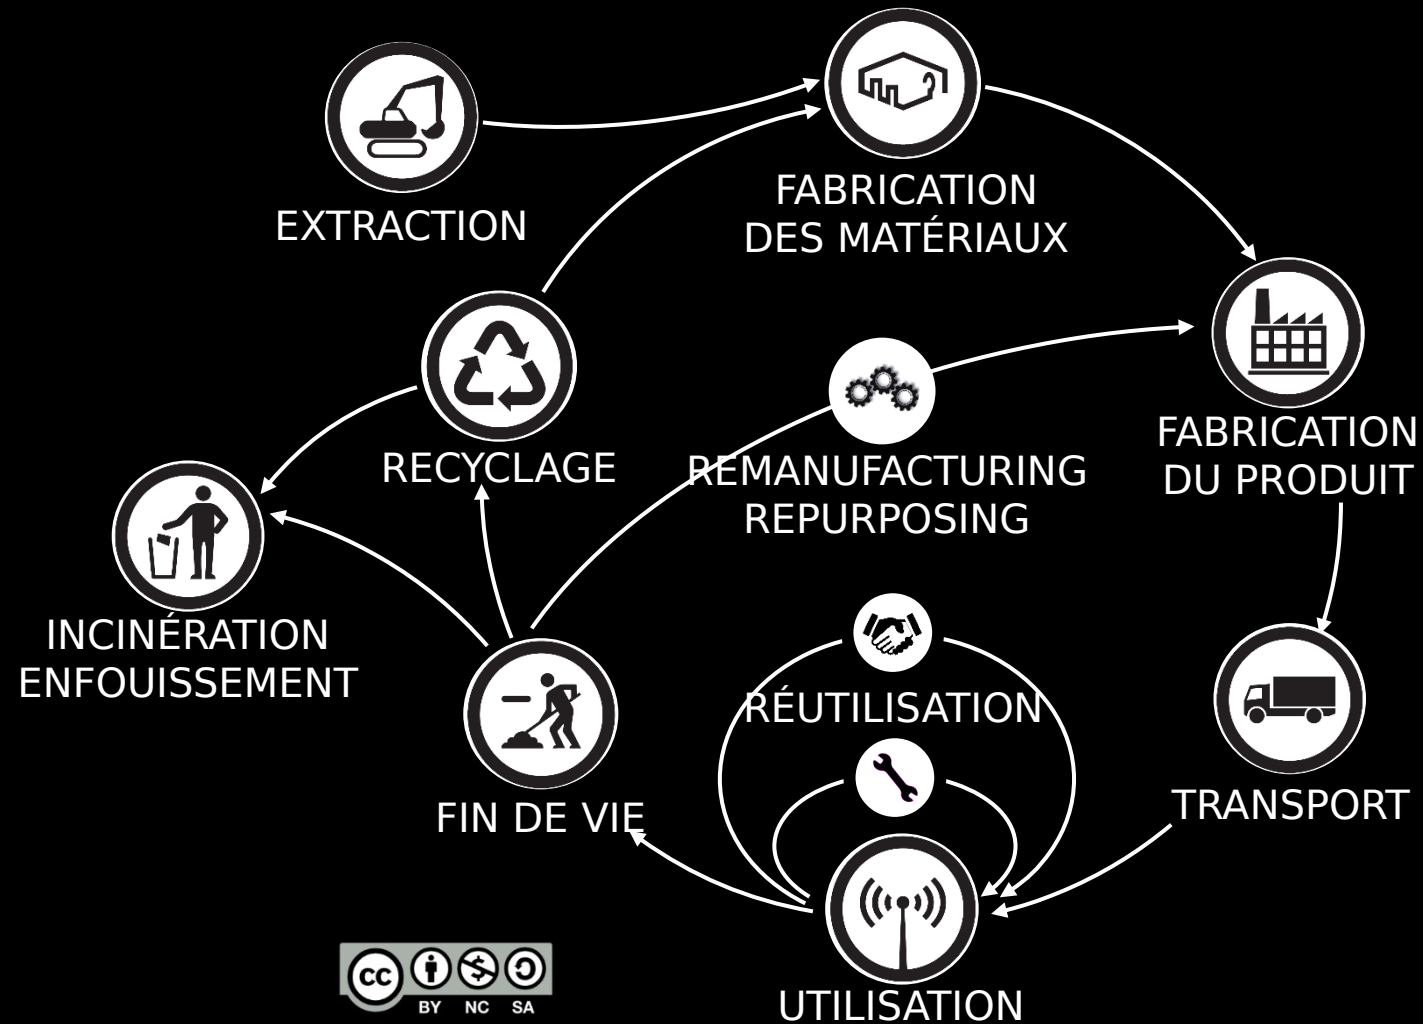 EXTRACTION
FABRICATION
DES MATÉRIAUX
RECYCLAGE
REMANUFACTURING
REPURPOSING
FABRICATION
DU PRODUIT
INCINÉRATION
ENFOUISSEMENT
RÉUTILISATION
FIN DE VIE
TRANSPORT
UTILISATION
cc
BY NC SA